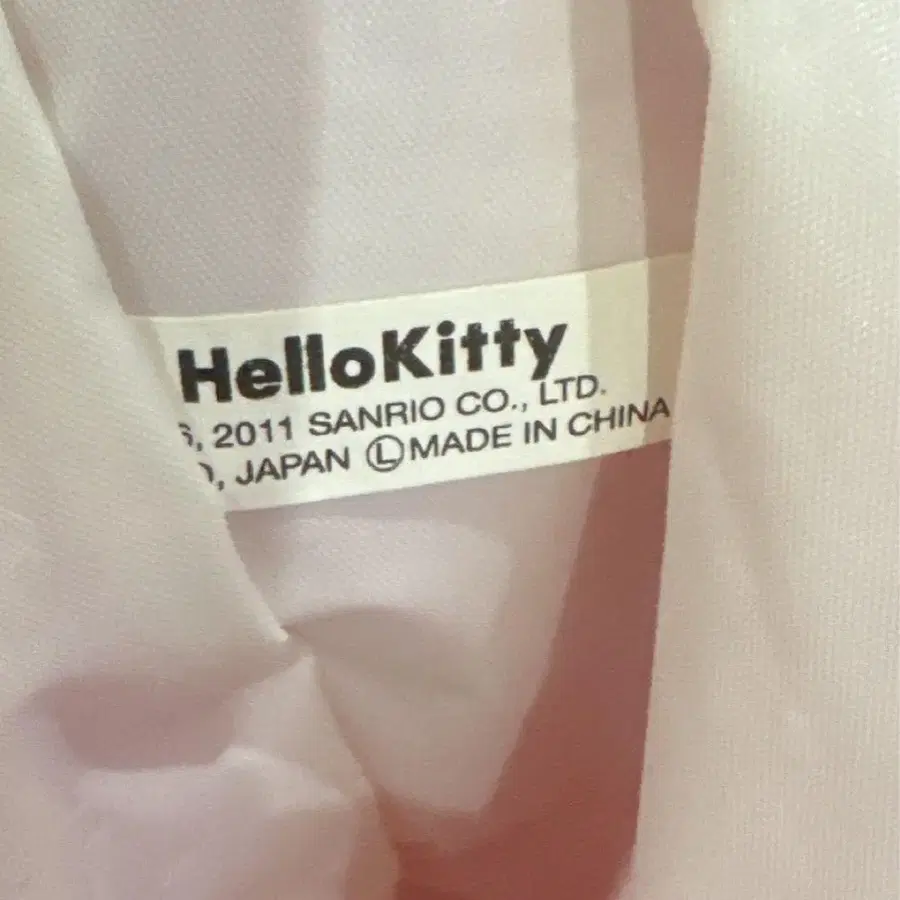 HelloKitty
, 2011 SANRIO CO., LTD.
, JAPAN Ⓛ MADE IN CHINA